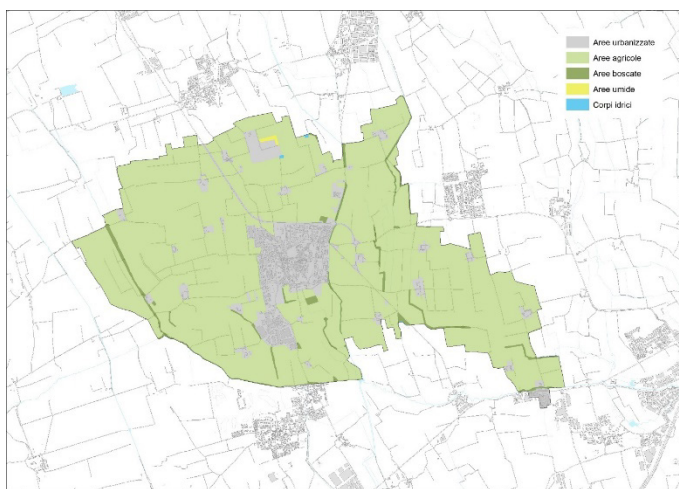 Aree urbanizzate
Aree agricole
Aree boscate
Aree umide
Corpi idrici